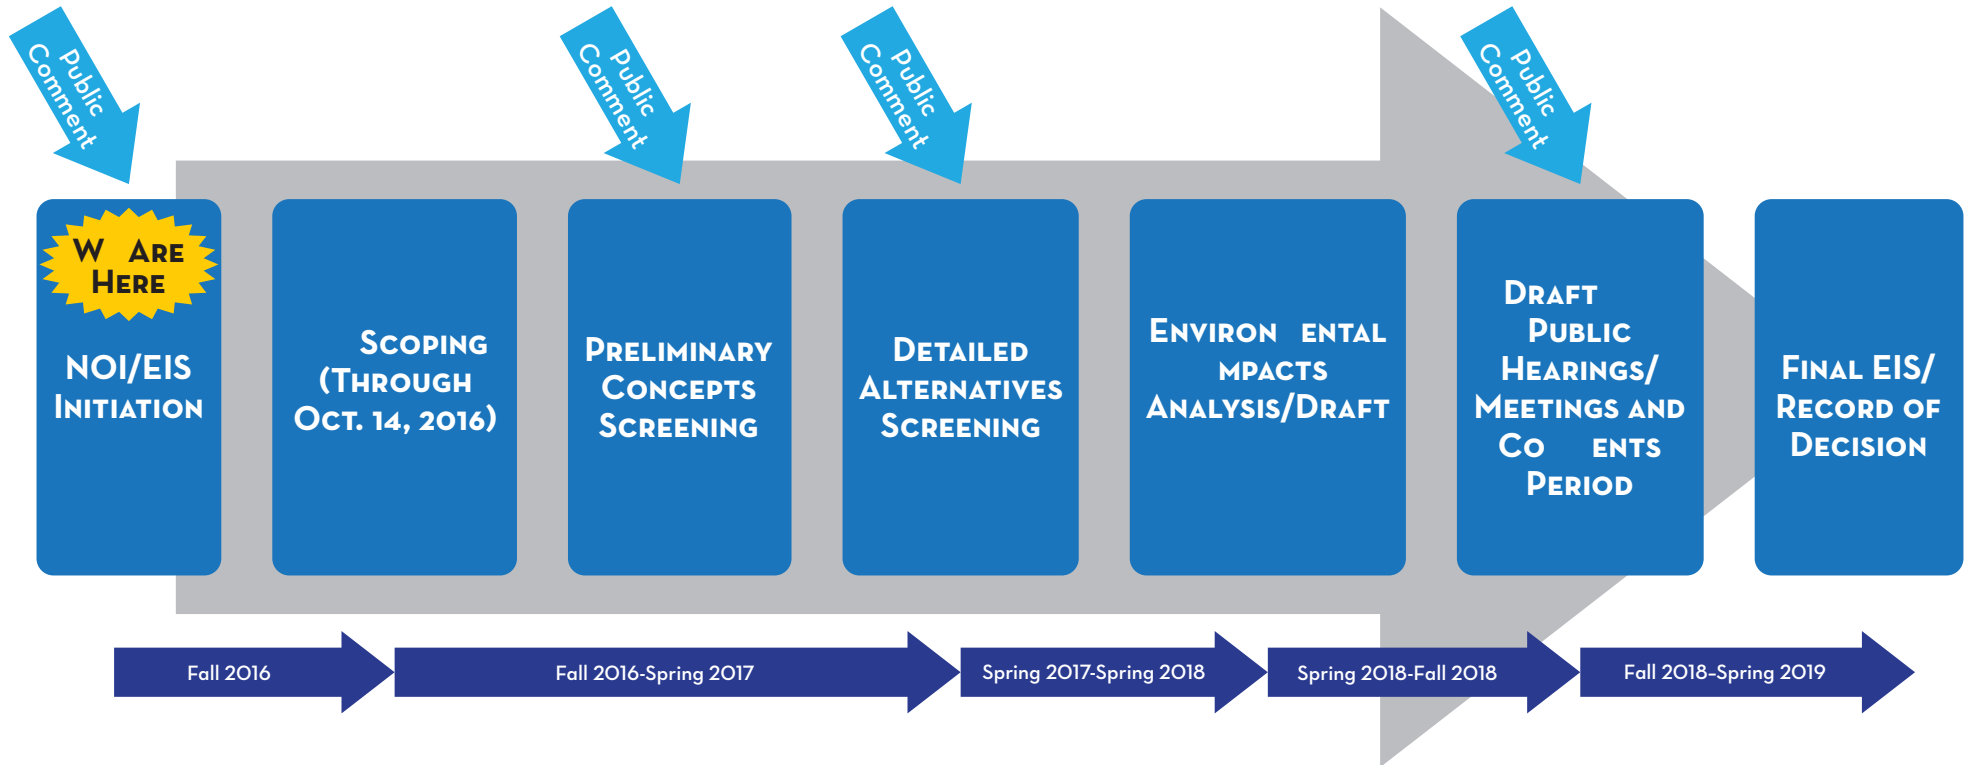 Public
Comment
Public
Comment
Public
Comment
Public
Comment
W Are
Here
NOI/EIS
Initiation
Scoping
(Through
Oct. 14, 2016)
Preliminary
Concepts
Screening
Detailed
Alternatives
Screening
Environ ental
mpacts
Analysis/Draft
Draft
Public
Hearings/
Meetings and
Co ents
Period
Final EIS/
Record of
Decision
Fall 2016
Fall 2016-Spring 2017
Spring 2017-Spring 2018
Spring 2018-Fall 2018
Fall 2018-Spring 2019